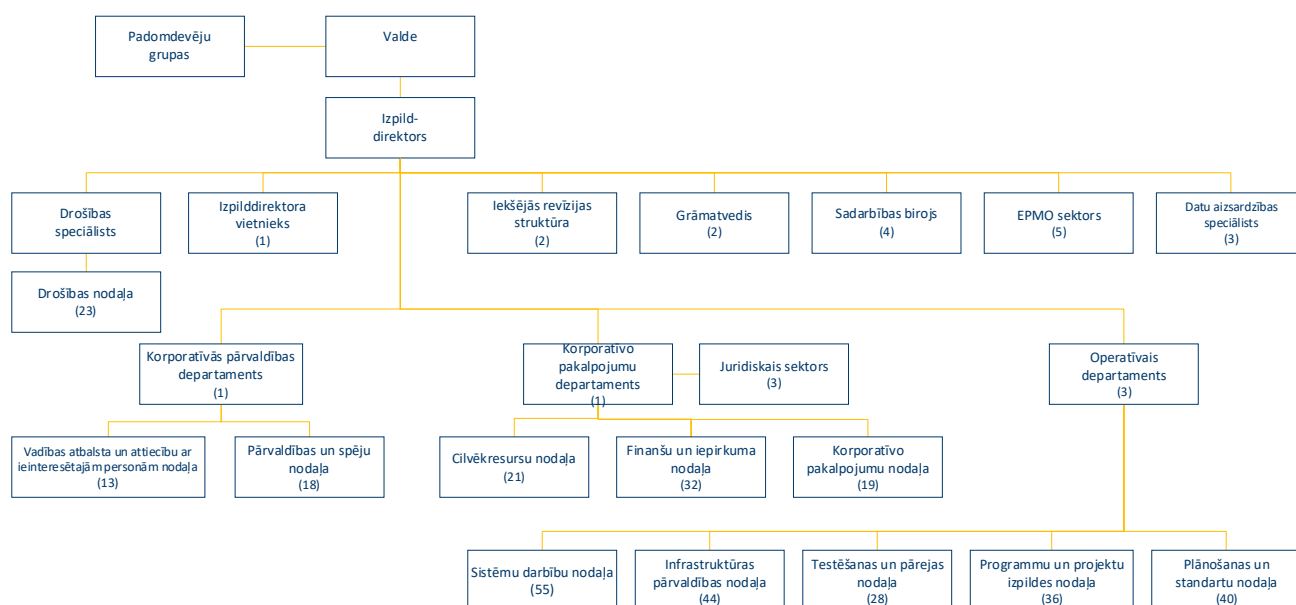 Padomdevēju
grupas
Valde
Izpild-
direktors
Drošības
speciālists
Izpilddirektora
vietnieks
(1)
Iekšējās revīzijas
struktūra
(2)
Grāmatvedis
(2)
Sadarbības birojs
(4)
EPMO sektors
(5)
Datu aizsardzības
speciālists
(3)
Drošības nodaļa
(23)
Korporatīvās pārvaldības
departaments
(1)
Korporatīvo
pakalpojumu
departaments
(1)
Juridiskais sektors
(3)
Operatīvais
departaments
(3)
Vadības atbalsta un attiecību ar
ieinteresētajām personām nodaļa
(13)
Pārvaldības un spēju
nodaļa
(18)
Cilvēkresursu nodaļa
(21)
Finanšu un iepirkuma
nodaļa
(32)
Korporatīvo
pakalpojumu nodaļa
(19)
Sistēmu darbību nodaļa
(55)
Infrastruktūras
pārvaldības nodaļa
(44)
Testēšanas un pārejas
nodaļa
(28)
Programmu un projektu
izpildes nodaļa
(36)
Plānošanas un
standartu nodaļa
(40)